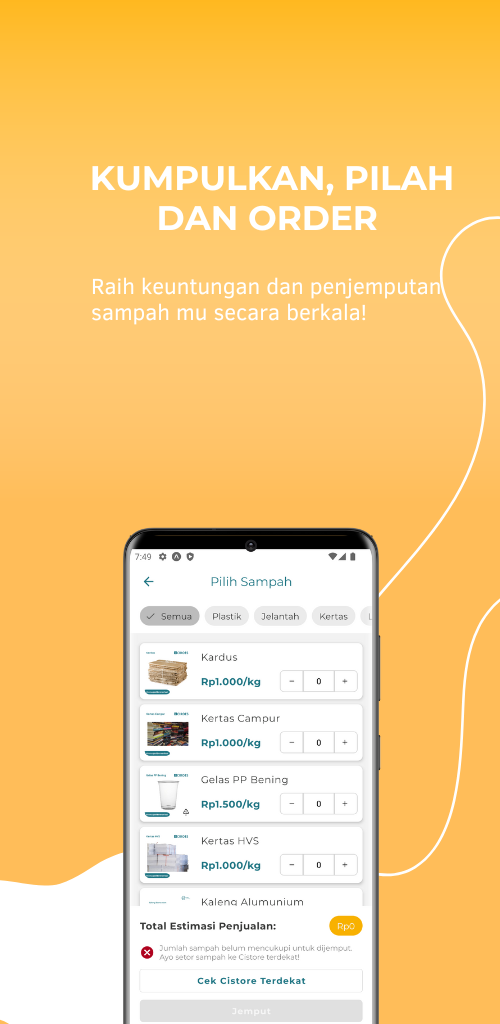 KUMPULKAN, PILAH
DAN ORDER
Raih keuntungan dan penjemputan
sampah mu secara berkala!
7:49
Pilih Sampah
Semua
Plastik
Jelantah
Kertas
Kardus
Rp1.000/kg
− 0 +
Kertas Campur
Rp1.000/kg
− 0 +
Gelas PP Bening
Gelas PP Bening
Rp1.500/kg
− 0 +
Kertas HVS
Rp1.000/kg
− 0 +
Kaleng Alumunium
Total Estimasi Penjualan:
Rp0
Jumlah sampah belum mencukupi untuk dijemput.
Ayo setor sampah ke Cistore terdekat!
Cek Cistore Terdekat
Jemput